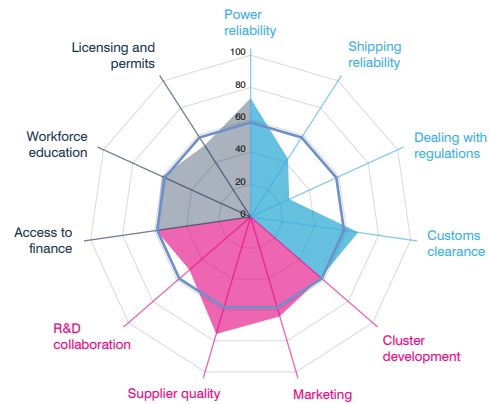 Power
reliability
Shipping
reliability
Dealing with
regulations
Customs
clearance
Cluster
development
Marketing
Supplier quality
R&D
collaboration
Access to
finance
Workforce
education
Licensing and
permits
100
80
60
40
20
0